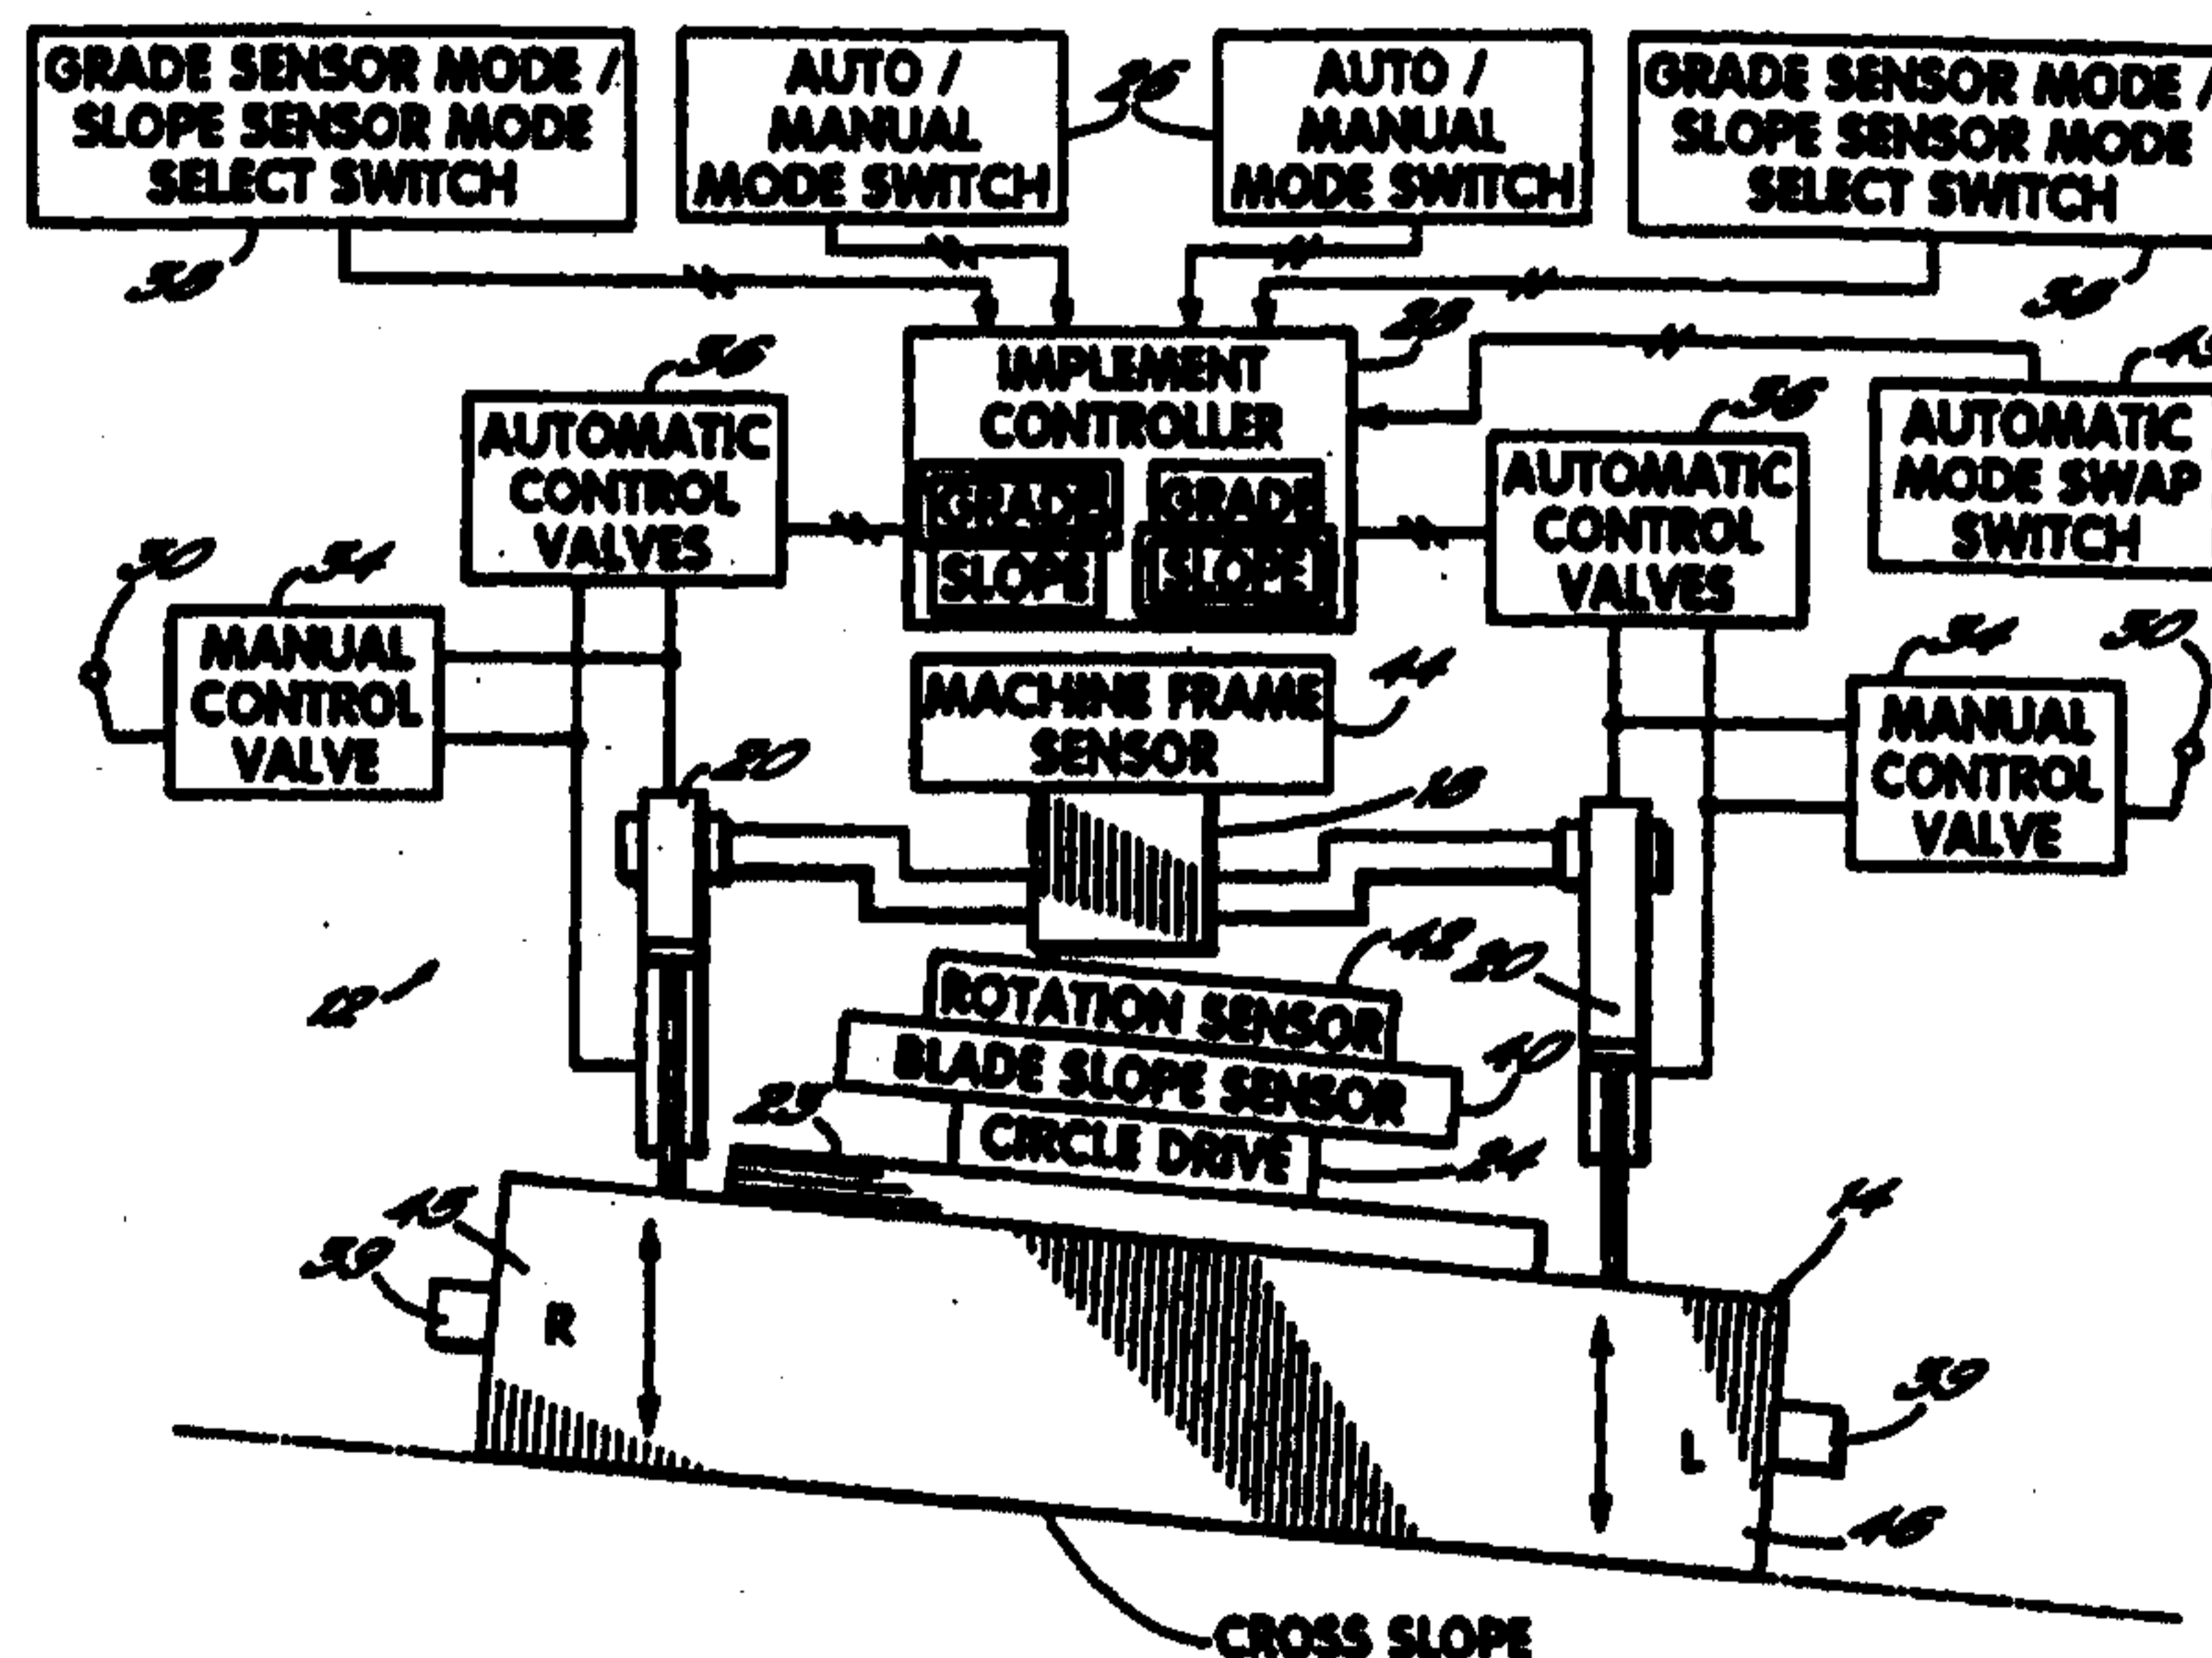 GRADE SENSOR MODE /
SLOPE SENSOR MODE
SELECT SWITCH
AUTO /
MANUAL
MODE SWITCH
AUTO /
MANUAL
MODE SWITCH
GRADE SENSOR MODE /
SLOPE SENSOR MODE
SELECT SWITCH
IMPLEMENT
CONTROLLER
GRADE
SLOPE
GRADE
SLOPE
AUTOMATIC
CONTROL
VALVES
AUTOMATIC
CONTROL
VALVES
AUTOMATIC
MODE SWAP
SWITCH
MANUAL
CONTROL
VALVE
MACHINE FRAME
SENSOR
MANUAL
CONTROL
VALVE
20
20
ROTATION SENSOR
BLADE SLOPE SENSOR
CIRCLE DRIVE
R
L
CROSS SLOPE